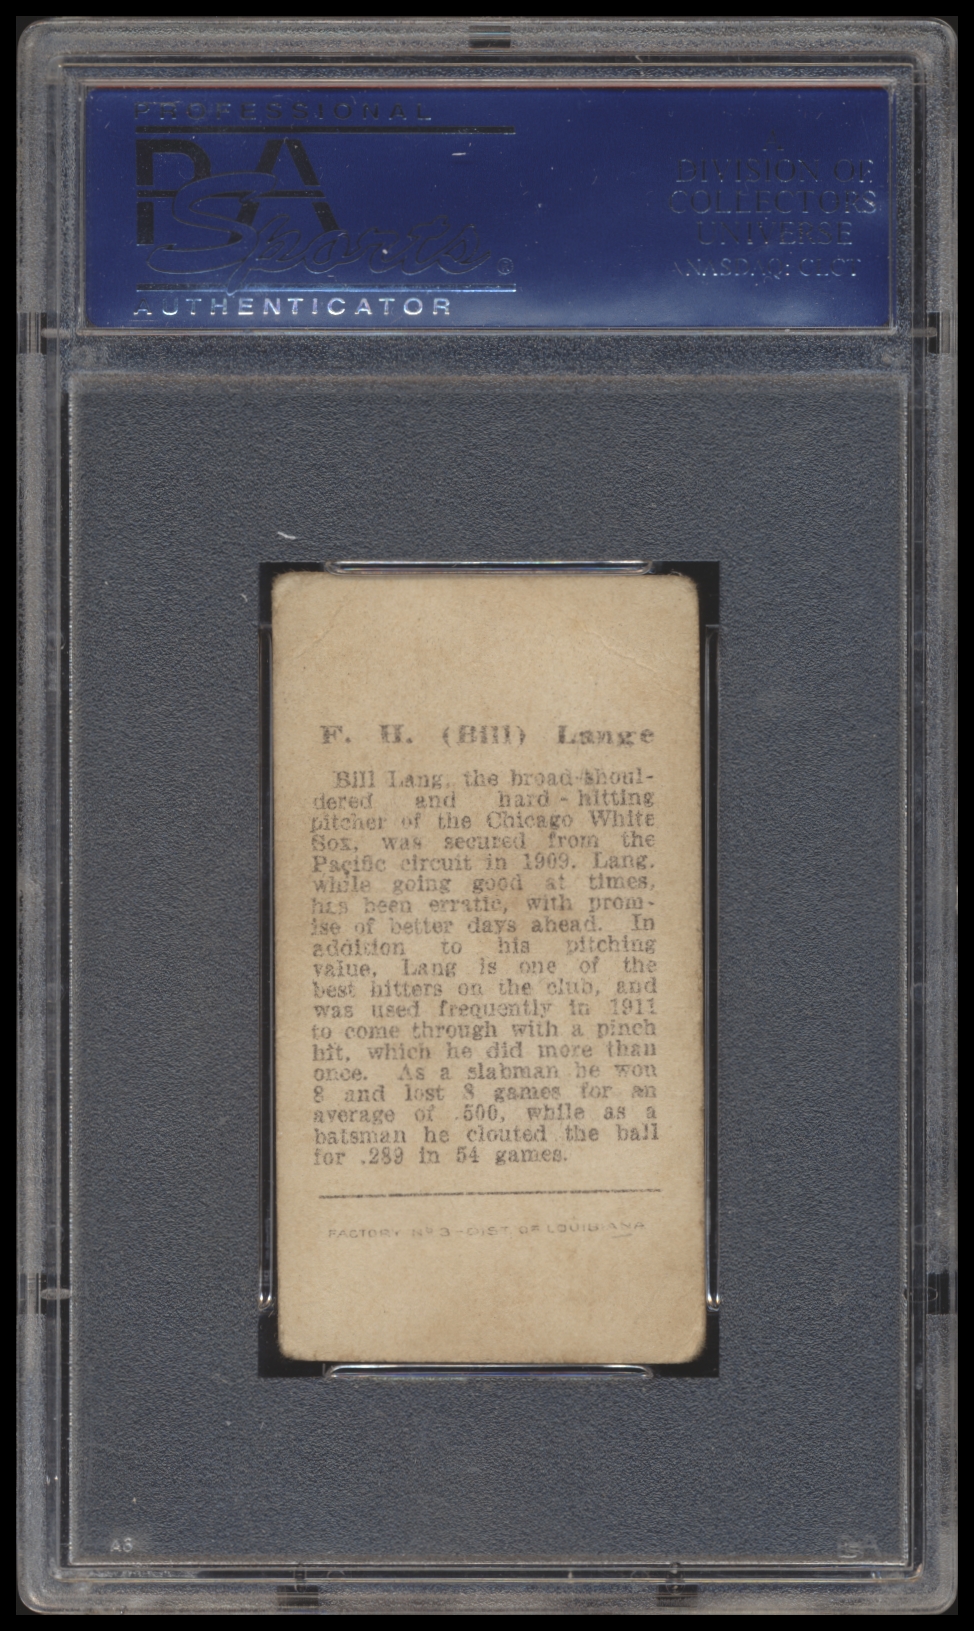 PROFESSIONAL
PSA
Sports®
AUTHENTICATOR
A
DIVISION OF
COLLECTORS
UNIVERSE
(NASDAQ: CLCT)
F. H. (Bill) Lange
Bill Lang, the broad-shoul-
dered and hard-hitting
pitcher of the Chicago White
Sox, was secured from the
Pacific circuit in 1909. Lang,
while going good at times,
has been erratic, with prom-
ise of better days ahead. In
addition to his pitching
value, Lang is one of the
best hitters on the club, and
was used frequently in 1911
to come through with a pinch
hit, which he did more than
once. As a slabman he won
8 and lost 8 games for an
average of .500, while as a
batsman he clouted the ball
for .289 in 54 games.
FACTORY Nº 3-DIST OF LOUISIANA